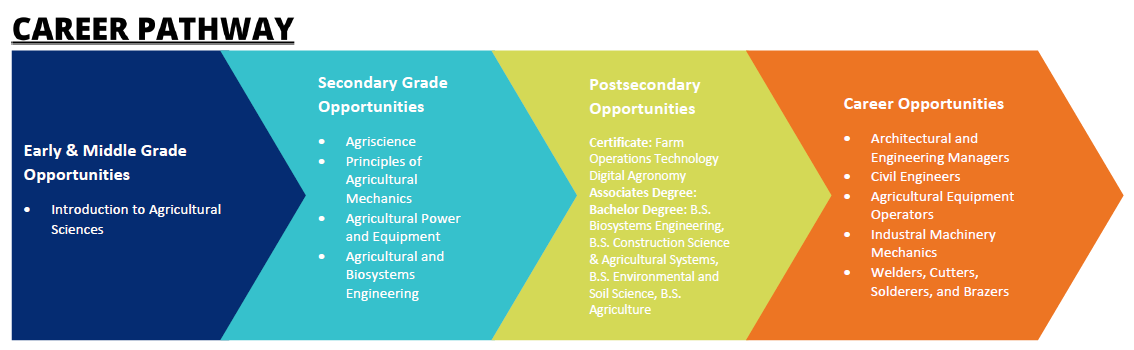 CAREER PATHWAY
Early & Middle Grade
Opportunities
• Introduction to Agricultural
Sciences
Secondary Grade
Opportunities
• Agriscience
• Principles of
Agricultural
Mechanics
• Agricultural Power
and Equipment
• Agricultural and
Biosystems
Engineering
Postsecondary
Opportunities
Certificate: Farm
Operations Technology
Digital Agronomy
Associates Degree:
Bachelor Degree: B.S.
Biosystems Engineering,
B.S. Construction Science
& Agricultural Systems,
B.S. Environmental and
Soil Science, B.S.
Agriculture
Career Opportunities
• Architectural and
Engineering Managers
• Civil Engineers
• Agricultural Equipment
Operators
• Industral Machinery
Mechanics
• Welders, Cutters,
Solderers, and Brazers